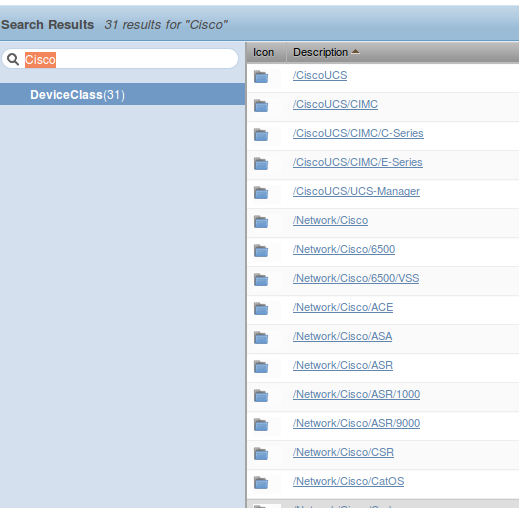 Search Results 31 results for "Cisco"
Cisco
DeviceClass(31)
Icon Description
/CiscoUCS
/CiscoUCS/CIMC
/CiscoUCS/CIMC/C-Series
/CiscoUCS/CIMC/E-Series
/CiscoUCS/UCS-Manager
/Network/Cisco
/Network/Cisco/6500
/Network/Cisco/6500/VSS
/Network/Cisco/ACE
/Network/Cisco/ASA
/Network/Cisco/ASR
/Network/Cisco/ASR/1000
/Network/Cisco/ASR/9000
/Network/Cisco/CSR
/Network/Cisco/CatOS